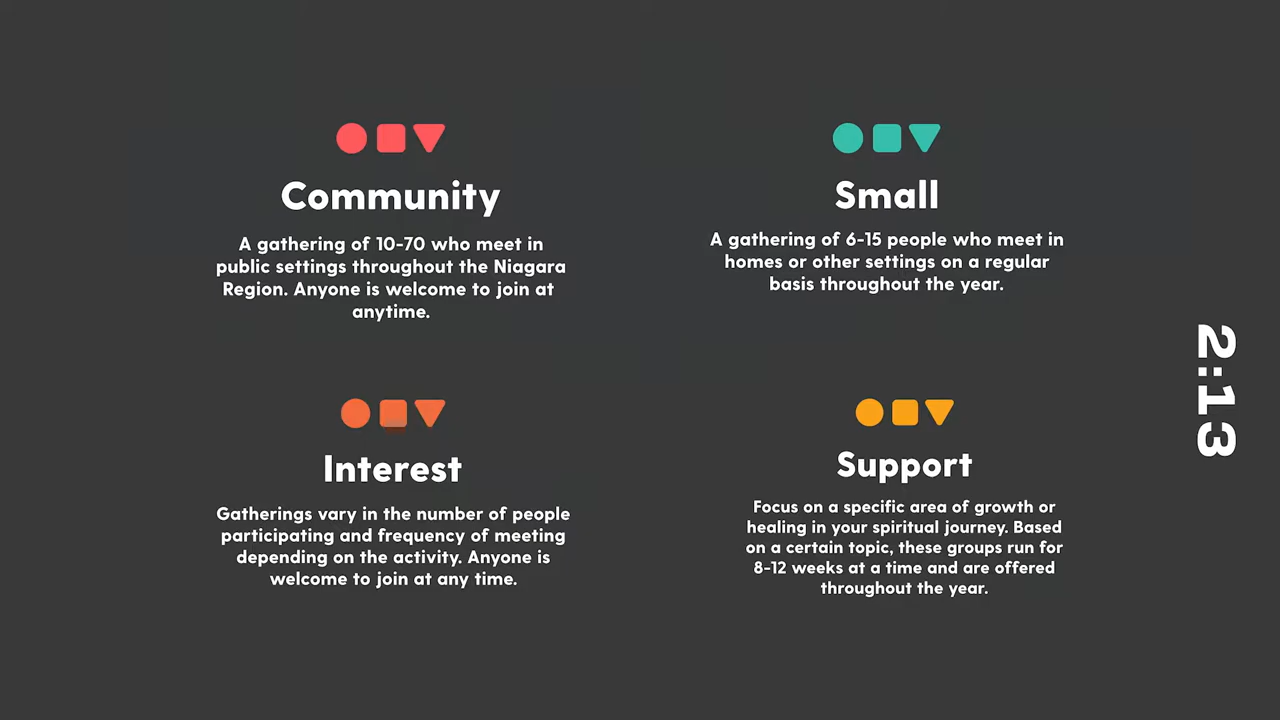 Community
A gathering of 10-70 who meet in
public settings throughout the Niagara
Region. Anyone is welcome to join at
anytime.
Small
A gathering of 6-15 people who meet in
homes or other settings on a regular
basis throughout the year.
Interest
Gatherings vary in the number of people
participating and frequency of meeting
depending on the activity. Anyone is
welcome to join at any time.
Support
Focus on a specific area of growth or
healing in your spiritual journey. Based
on a certain topic, these groups run for
8-12 weeks at a time and are offered
throughout the year.
2:13